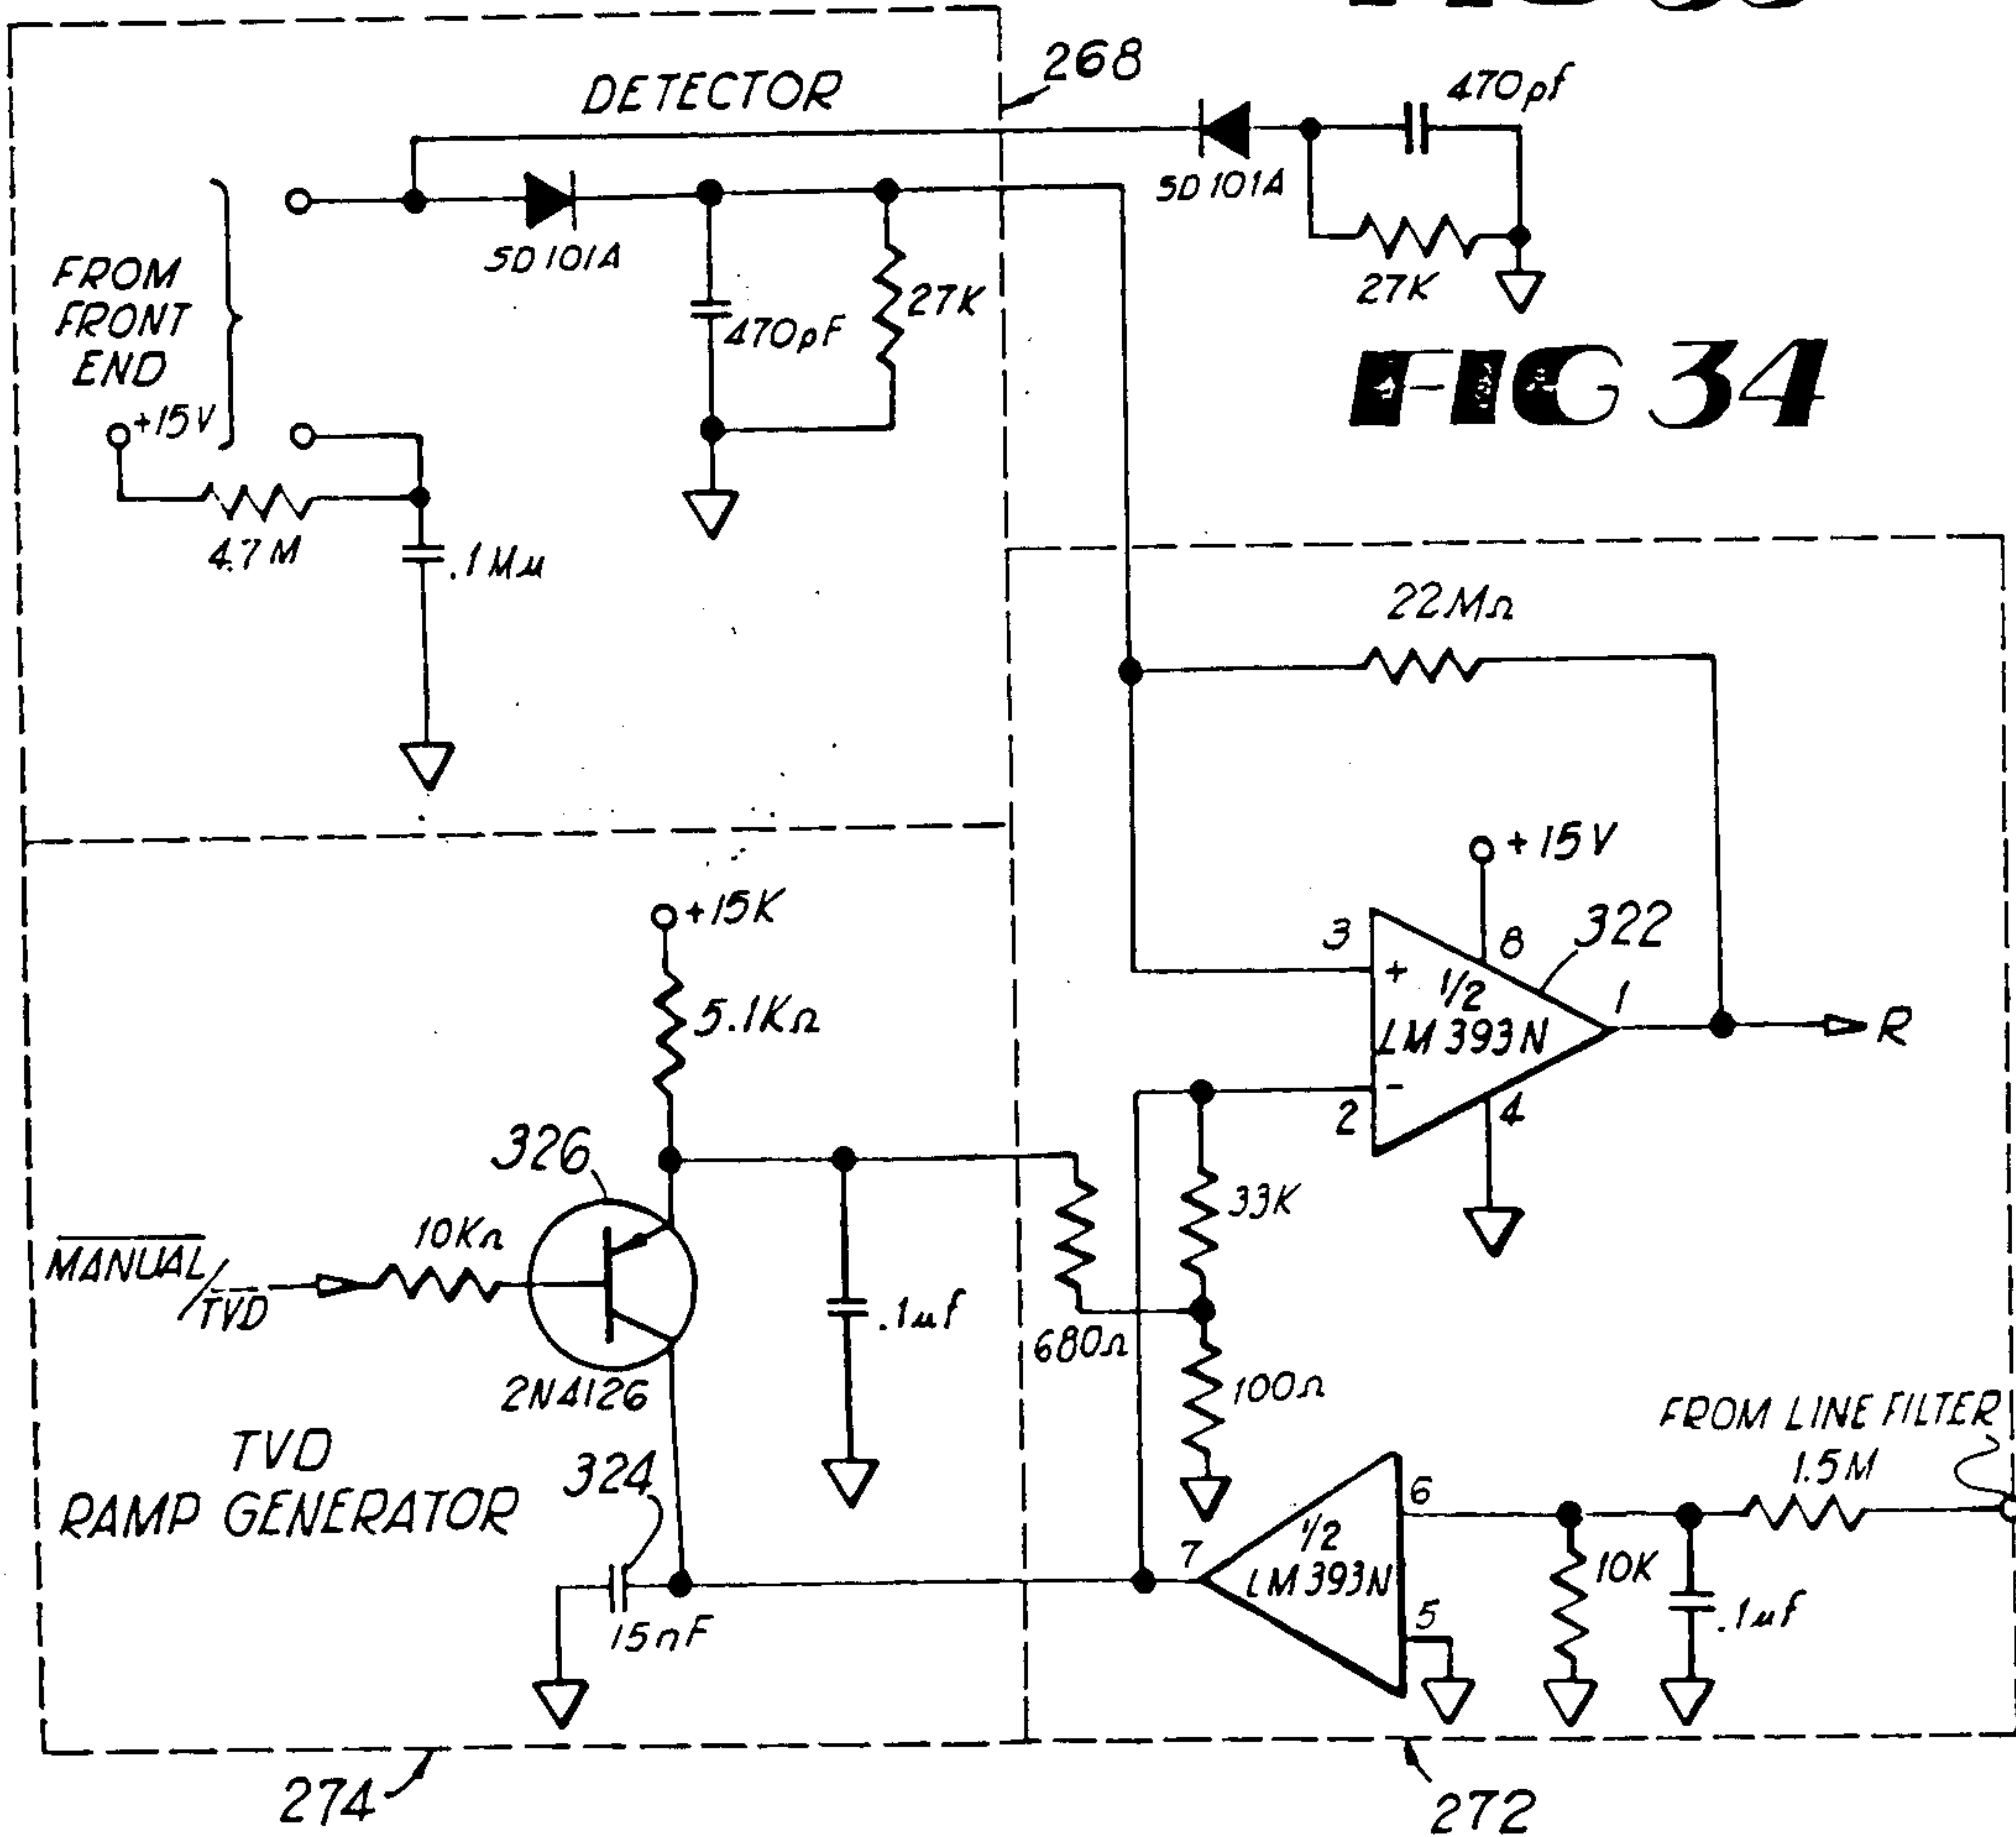 DETECTOR
268
470pf
SD101A
27K
SD101A
470pF
27K
FROM
FRONT
END
+15V
4.7M
.1Mμ
FIG 34
22MΩ
+15V
3
8
322
+
1/2
LM393N
1
R
-
2
4
+15K
5.1KΩ
326
10KΩ
MANUAL/TVD
2N4126
.1μf
680Ω
33K
100Ω
TVD
RAMP GENERATOR
324
15nF
7
1/2
LM393N
6
5
FROM LINE FILTER
1.5M
10K
.1μf
274
272